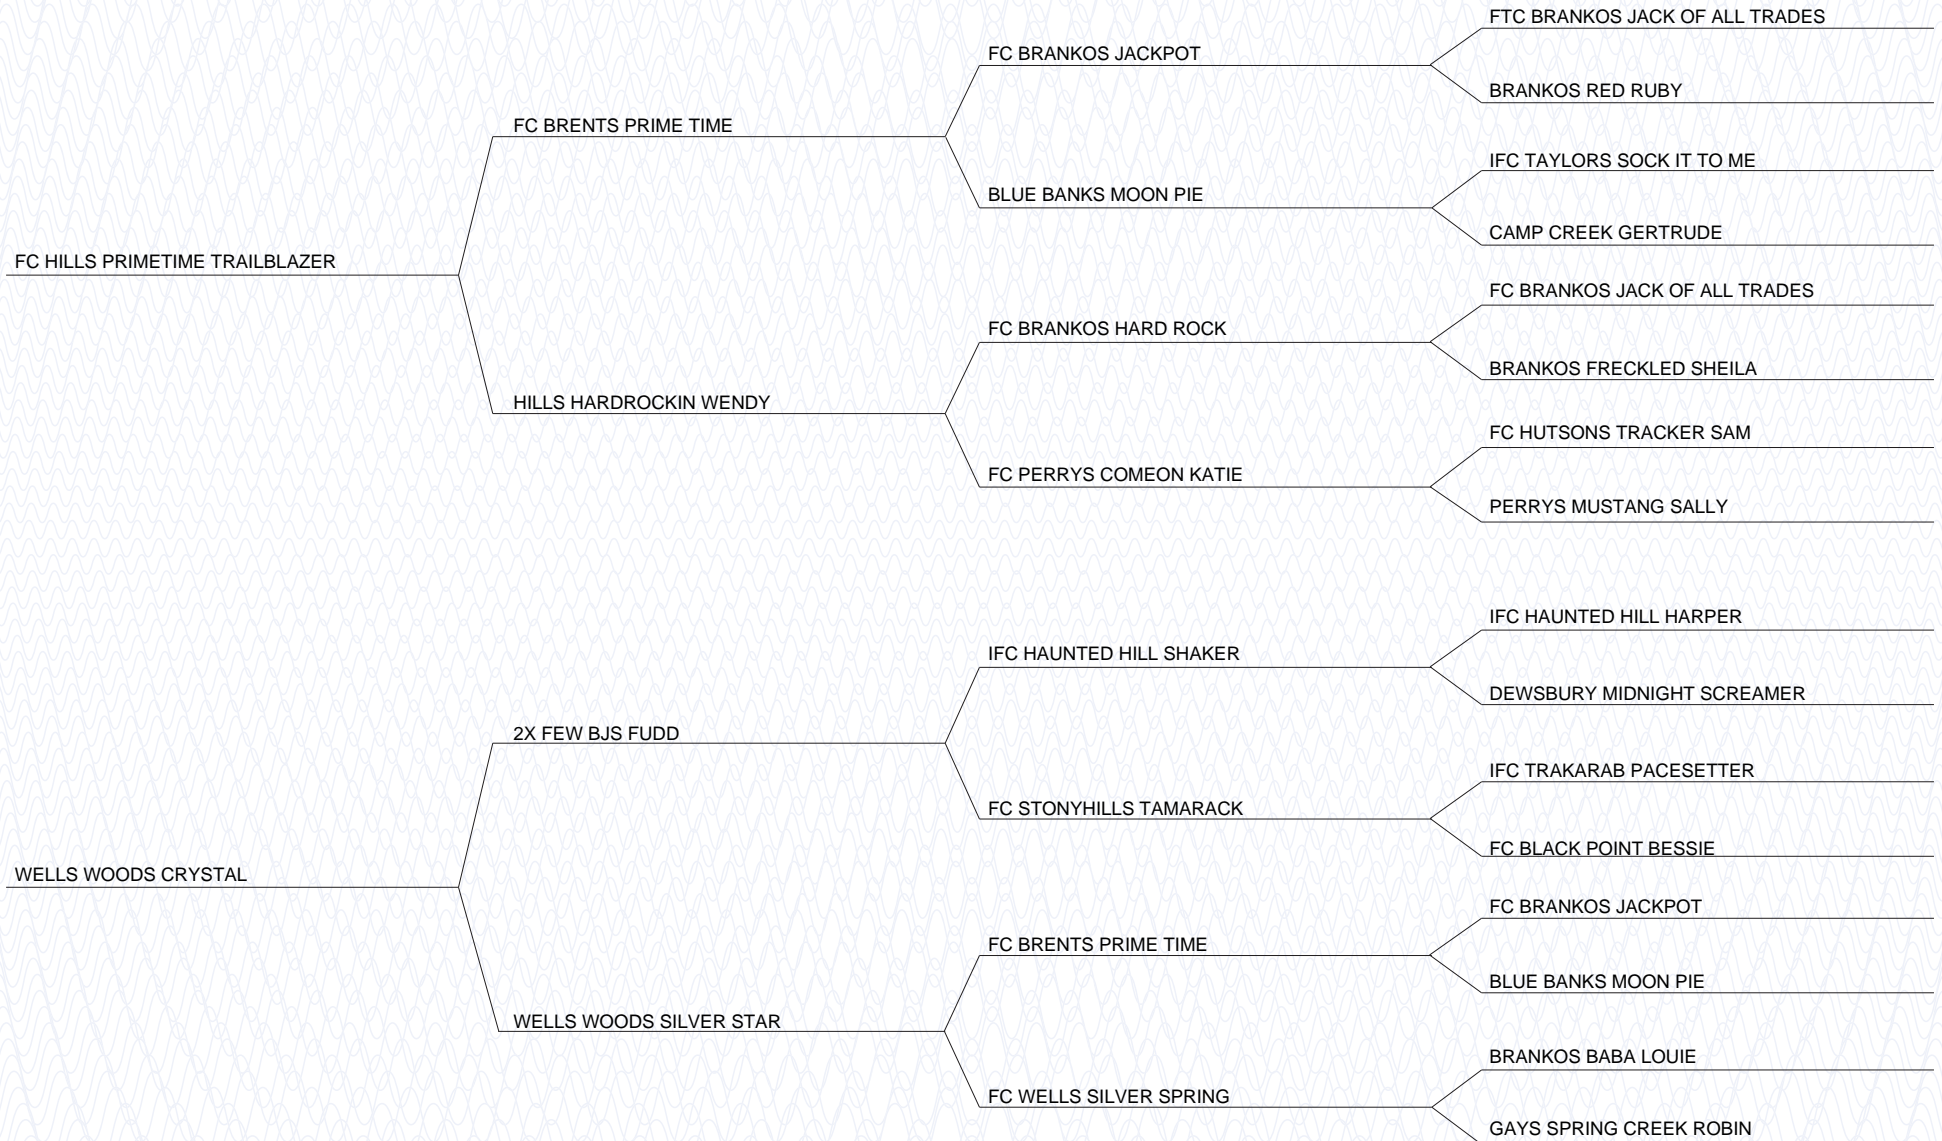 FTC BRANKOS JACK OF ALL TRADES
FC BRANKOS JACKPOT
BRANKOS RED RUBY
FC BRENTS PRIME TIME
IFC TAYLORS SOCK IT TO ME
BLUE BANKS MOON PIE
CAMP CREEK GERTRUDE
FC HILLS PRIMETIME TRAILBLAZER
FC BRANKOS JACK OF ALL TRADES
FC BRANKOS HARD ROCK
BRANKOS FRECKLED SHEILA
HILLS HARDROCKIN WENDY
FC HUTSONS TRACKER SAM
FC PERRYS COMEON KATIE
PERRYS MUSTANG SALLY
IFC HAUNTED HILL HARPER
IFC HAUNTED HILL SHAKER
DEWSBURY MIDNIGHT SCREAMER
2X FEW BJS FUDD
IFC TRAKARAB PACESETTER
FC STONYHILLS TAMARACK
FC BLACK POINT BESSIE
WELLS WOODS CRYSTAL
FC BRANKOS JACKPOT
FC BRENTS PRIME TIME
BLUE BANKS MOON PIE
WELLS WOODS SILVER STAR
BRANKOS BABA LOUIE
FC WELLS SILVER SPRING
GAYS SPRING CREEK ROBIN